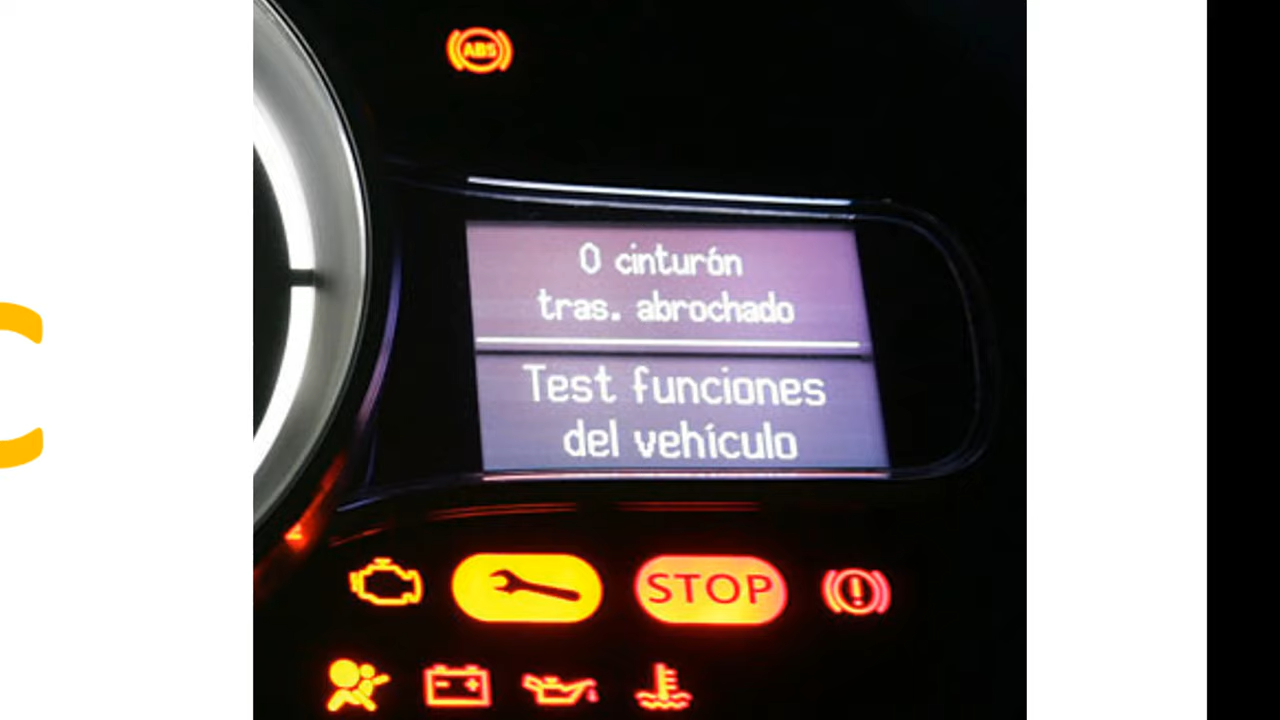 ABS
0 cinturón
tras. abrochado
Test funciones
del vehículo
STOP